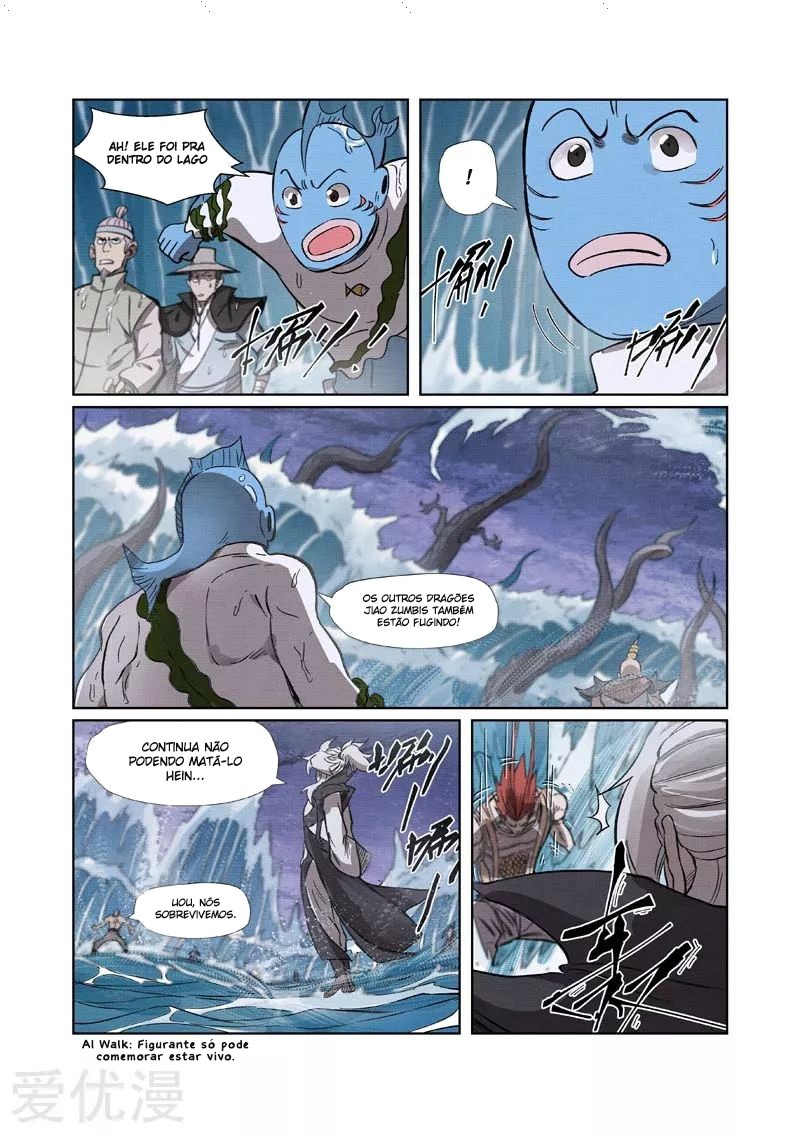 AH! ELE FOI PRA
DENTRO DO LAGO
!
OS OUTROS DRAGÕES
JIAO ZUMBIS TAMBÉM
ESTÃO FUGINDO!
CONTINUA NÃO
PODENDO MATÁ-LO
HEIN...
UOU, NÓS
SOBREVIVEMOS.
Al Walk: Figurante só pode
comemorar estar vivo.
爱优漫